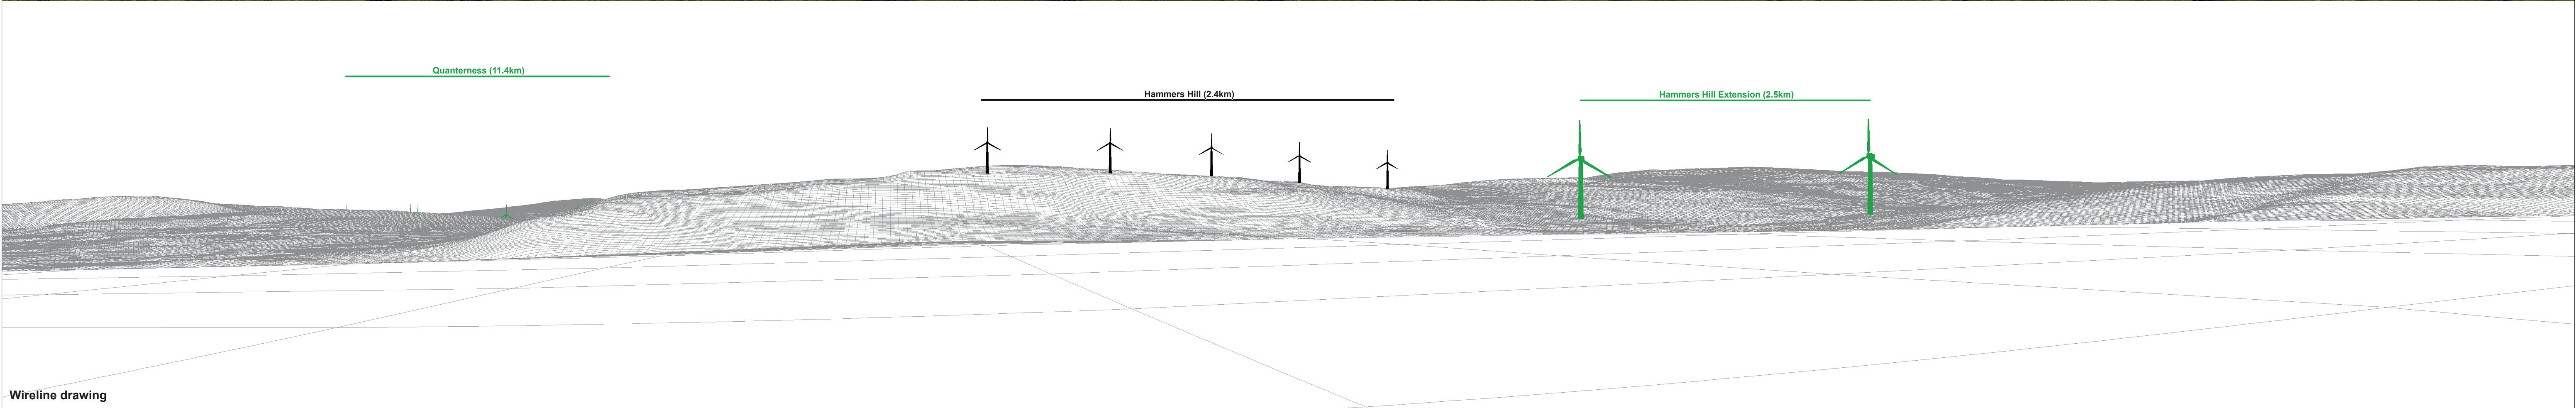 Quanterness (11.4km)
Hammers Hill (2.4km)
Hammers Hill Extension (2.5km)
Wireline drawing